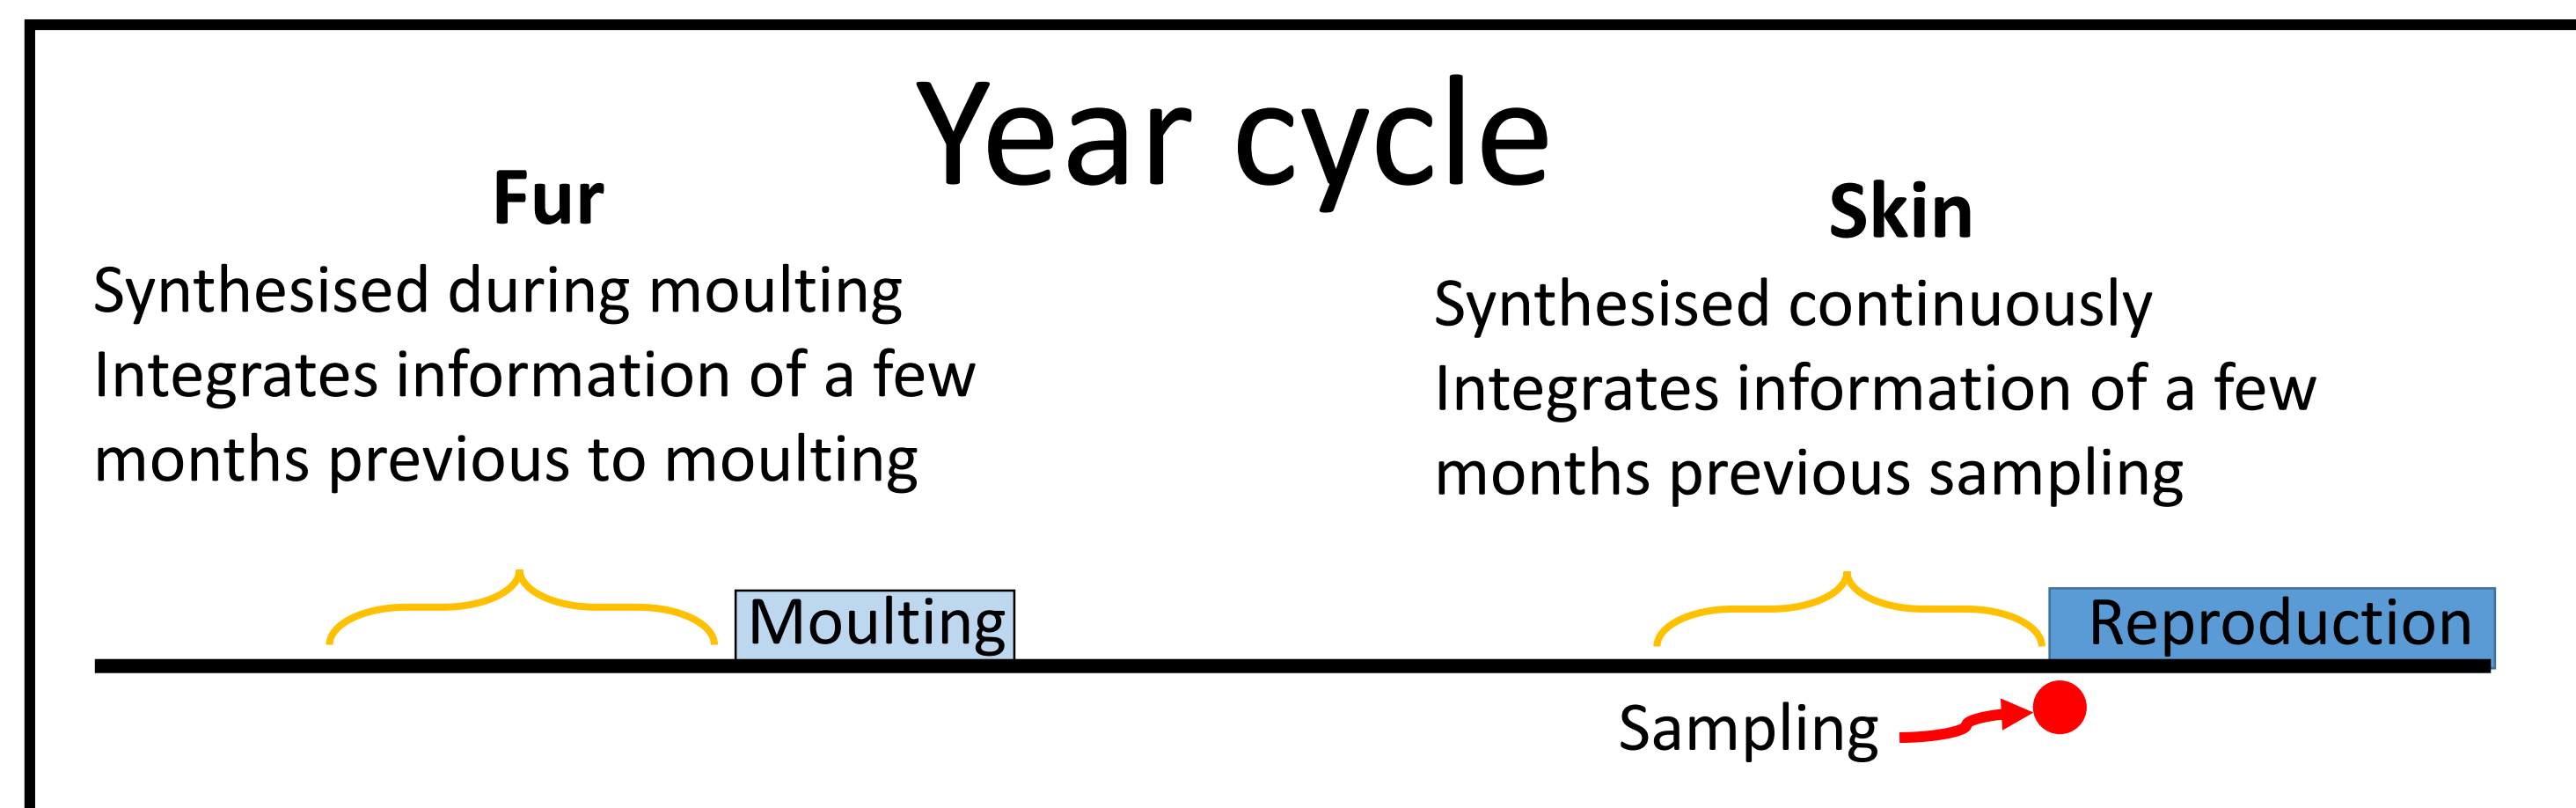 Year cycle
Fur
Synthesised during moulting
Integrates information of a few
months previous to moulting
Skin
Synthesised continuously
Integrates information of a few
months previous sampling
Moulting
Reproduction
Sampling